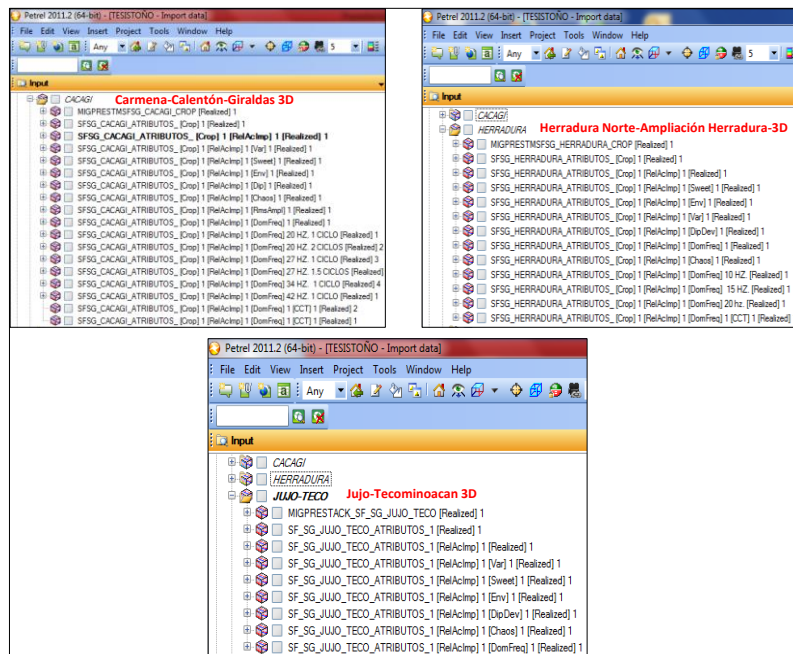 Petrel 2011.2 (64-bit) - [TESISTOÑO - Import data]
File Edit View Insert Project Tools Window Help
Any 5
Input
CACAGI Carmena-Calentón-Giraldas 3D
MIGPRESTMSFSG_CACAGI_CROP [Realized] 1
SFSG_CACAGI_ATRIBUTOS_ [Crop] 1 [Realized] 1
SFSG_CACAGI_ATRIBUTOS_ [Crop] 1 [RelAcImp] 1 [Realized] 1
SFSG_CACAGI_ATRIBUTOS_ [Crop] 1 [RelAcImp] 1 [Var] 1 [Realized] 1
SFSG_CACAGI_ATRIBUTOS_ [Crop] 1 [RelAcImp] 1 [Sweet] 1 [Realized] 1
SFSG_CACAGI_ATRIBUTOS_ [Crop] 1 [RelAcImp] 1 [Env] 1 [Realized] 1
SFSG_CACAGI_ATRIBUTOS_ [Crop] 1 [RelAcImp] 1 [Dip] 1 [Realized] 1
SFSG_CACAGI_ATRIBUTOS_ [Crop] 1 [RelAcImp] 1 [Chaos] 1 [Realized] 1
SFSG_CACAGI_ATRIBUTOS_ [Crop] 1 [RelAcImp] 1 [RmsAmpl] 1 [Realized] 1
SFSG_CACAGI_ATRIBUTOS_ [Crop] 1 [RelAcImp] 1 [DomFreq] 20 HZ. 1 CICLO [Realized] 1
SFSG_CACAGI_ATRIBUTOS_ [Crop] 1 [RelAcImp] 1 [DomFreq] 20 HZ. 2 CICLOS [Realized] 2
SFSG_CACAGI_ATRIBUTOS_ [Crop] 1 [RelAcImp] 1 [DomFreq] 27 HZ. 1 CICLO [Realized] 3
SFSG_CACAGI_ATRIBUTOS_ [Crop] 1 [RelAcImp] 1 [DomFreq] 27 HZ. 1.5 CICLOS [Realized]
SFSG_CACAGI_ATRIBUTOS_ [Crop] 1 [RelAcImp] 1 [DomFreq] 34 HZ. 1 CICLO [Realized] 4
SFSG_CACAGI_ATRIBUTOS_ [Crop] 1 [RelAcImp] 1 [DomFreq] 42 HZ. 1 CICLO [Realized] 1
SFSG_CACAGI_ATRIBUTOS_ [Crop] 1 [RelAcImp] 1 [DomFreq] 1 [CCT] 1 [Realized] 2
SFSG_CACAGI_ATRIBUTOS_ [Crop] 1 [RelAcImp] 1 [DomFreq] 1 [CCT] 1 [Realized] 1
Petrel 2011.2 (64-bit) - [TESISTOÑO - Import data]
File Edit View Insert Project Tools Window Help
Any 5
Input
CACAGI
HERRADURA Herradura Norte-Ampliación Herradura-3D
MIGPRESTMSFSG_HERRADURA_CROP [Realized] 1
SFSG_HERRADURA_ATRIBUTOS_ [Crop] 1 [Realized] 1
SFSG_HERRADURA_ATRIBUTOS_ [Crop] 1 [RelAcImp] 1 [Realized] 1
SFSG_HERRADURA_ATRIBUTOS_ [Crop] 1 [RelAcImp] 1 [Sweet] 1 [Realized] 1
SFSG_HERRADURA_ATRIBUTOS_ [Crop] 1 [RelAcImp] 1 [Env] 1 [Realized] 1
SFSG_HERRADURA_ATRIBUTOS_ [Crop] 1 [RelAcImp] 1 [Var] 1 [Realized] 1
SFSG_HERRADURA_ATRIBUTOS_ [Crop] 1 [RelAcImp] 1 [DipDev] 1 [Realized] 1
SFSG_HERRADURA_ATRIBUTOS_ [Crop] 1 [RelAcImp] 1 [DomFreq] 1 [Realized] 1
SFSG_HERRADURA_ATRIBUTOS_ [Crop] 1 [RelAcImp] 1 [Chaos] 1 [Realized] 1
SFSG_HERRADURA_ATRIBUTOS_ [Crop] 1 [RelAcImp] 1 [DomFreq] 10 HZ. [Realized] 1
SFSG_HERRADURA_ATRIBUTOS_ [Crop] 1 [RelAcImp] 1 [DomFreq] 15 HZ. [Realized] 1
SFSG_HERRADURA_ATRIBUTOS_ [Crop] 1 [RelAcImp] 1 [DomFreq] 20 hz. [Realized] 1
SFSG_HERRADURA_ATRIBUTOS_ [Crop] 1 [RelAcImp] 1 [DomFreq] 1 [CCT] 1 [Realized] 1
Petrel 2011.2 (64-bit) - [TESISTOÑO - Import data]
File Edit View Insert Project Tools Window Help
Any
Input
CACAGI
HERRADURA
JUJO-TECO Jujo-Tecominoacan 3D
MIGPRESTACK_SF_SG_JUJO_TECO [Realized] 1
SF_SG_JUJO_TECO_ATRIBUTOS_1 [Realized] 1
SF_SG_JUJO_TECO_ATRIBUTOS_1 [RelAcImp] 1 [Realized] 1
SF_SG_JUJO_TECO_ATRIBUTOS_1 [RelAcImp] 1 [Var] 1 [Realized] 1
SF_SG_JUJO_TECO_ATRIBUTOS_1 [RelAcImp] 1 [Sweet] 1 [Realized] 1
SF_SG_JUJO_TECO_ATRIBUTOS_1 [RelAcImp] 1 [Env] 1 [Realized] 1
SF_SG_JUJO_TECO_ATRIBUTOS_1 [RelAcImp] 1 [DipDev] 1 [Realized] 1
SF_SG_JUJO_TECO_ATRIBUTOS_1 [RelAcImp] 1 [Chaos] 1 [Realized] 1
SF_SG_JUJO_TECO_ATRIBUTOS_1 [RelAcImp] 1 [DomFreq] 1 [Realized] 1